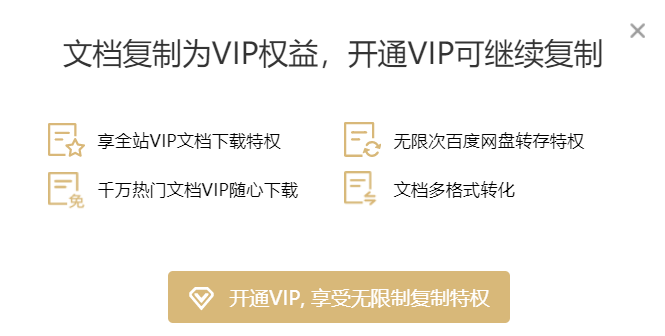 文档复制为VIP权益，开通VIP可继续复制
享全站VIP文档下载特权
无限次百度网盘转存特权
免
千万热门文档VIP随心下载
文档多格式转化
开通VIP, 享受无限制复制特权